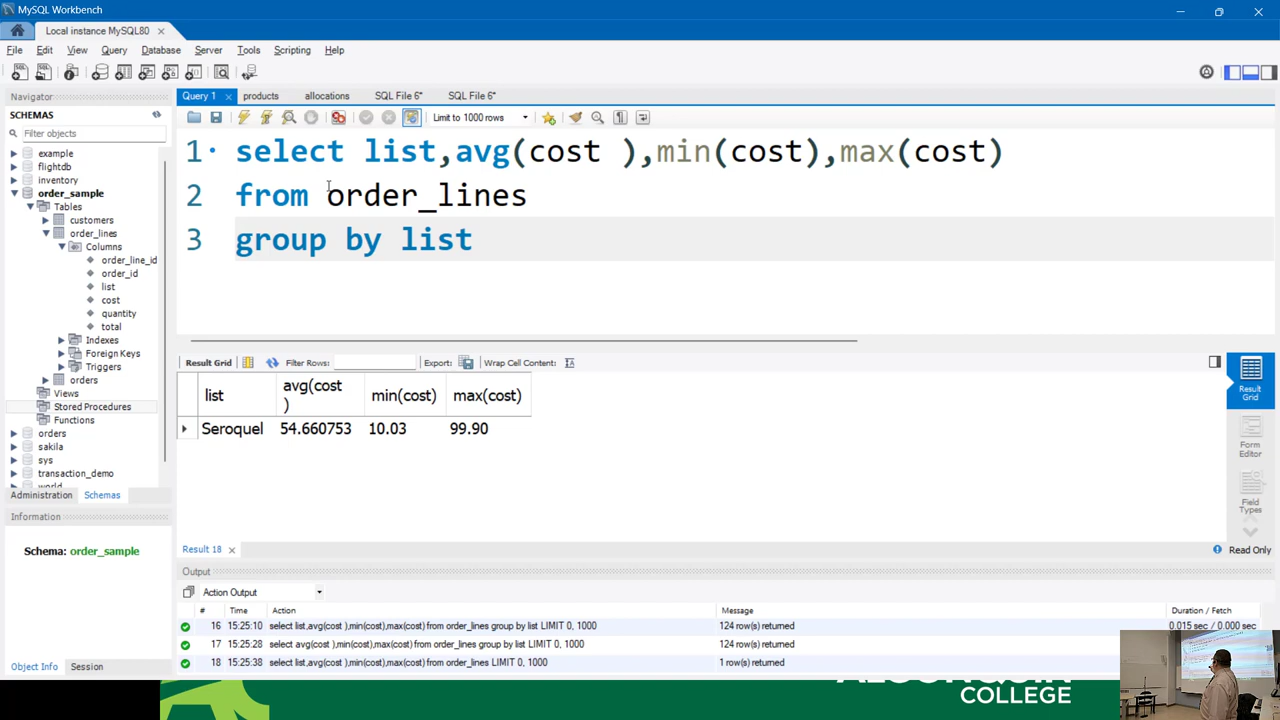 MySQL Workbench
Local instance MySQL80
File Edit View Query Database Server Tools Scripting Help
Navigator
SCHEMAS
Filter objects
example
flightdb
inventory
order_sample
Tables
customers
order_lines
Columns
order_line_id
order_id
list
cost
quantity
total
Indexes
Foreign Keys
Triggers
orders
Views
Stored Procedures
Functions
orders
sakila
sys
transaction_demo
world
Administration Schemas
Information
Schema: order_sample
Object Info Session
Query 1 products allocations SQL File 6* SQL File 6*
Limit to 1000 rows
1 select list,avg(cost ),min(cost),max(cost)
2 from order_lines
3 group by list
Result Grid Filter Rows: Export: Wrap Cell Content:
list avg(cost ) min(cost) max(cost)
Seroquel 54.660753 10.03 99.90
Result Grid
Form Editor
Field Types
Result 18
Read Only
Output
Action Output
# Time Action Message Duration / Fetch
16 15:25:10 select list,avg(cost ),min(cost),max(cost) from order_lines group by list LIMIT 0, 1000 124 row(s) returned 0.015 sec / 0.000 sec
17 15:25:28 select avg(cost ),min(cost),max(cost) from order_lines group by list LIMIT 0, 1000 124 row(s) returned
18 15:25:38 select list,avg(cost ),min(cost),max(cost) from order_lines LIMIT 0, 1000 1 row(s) returned
ALGONQUIN
COLLEGE